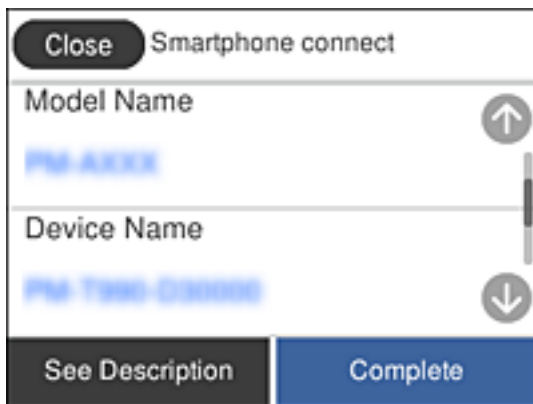 Close
Smartphone connect
Model Name
PM-AXXX
Device Name
See Description
Complete